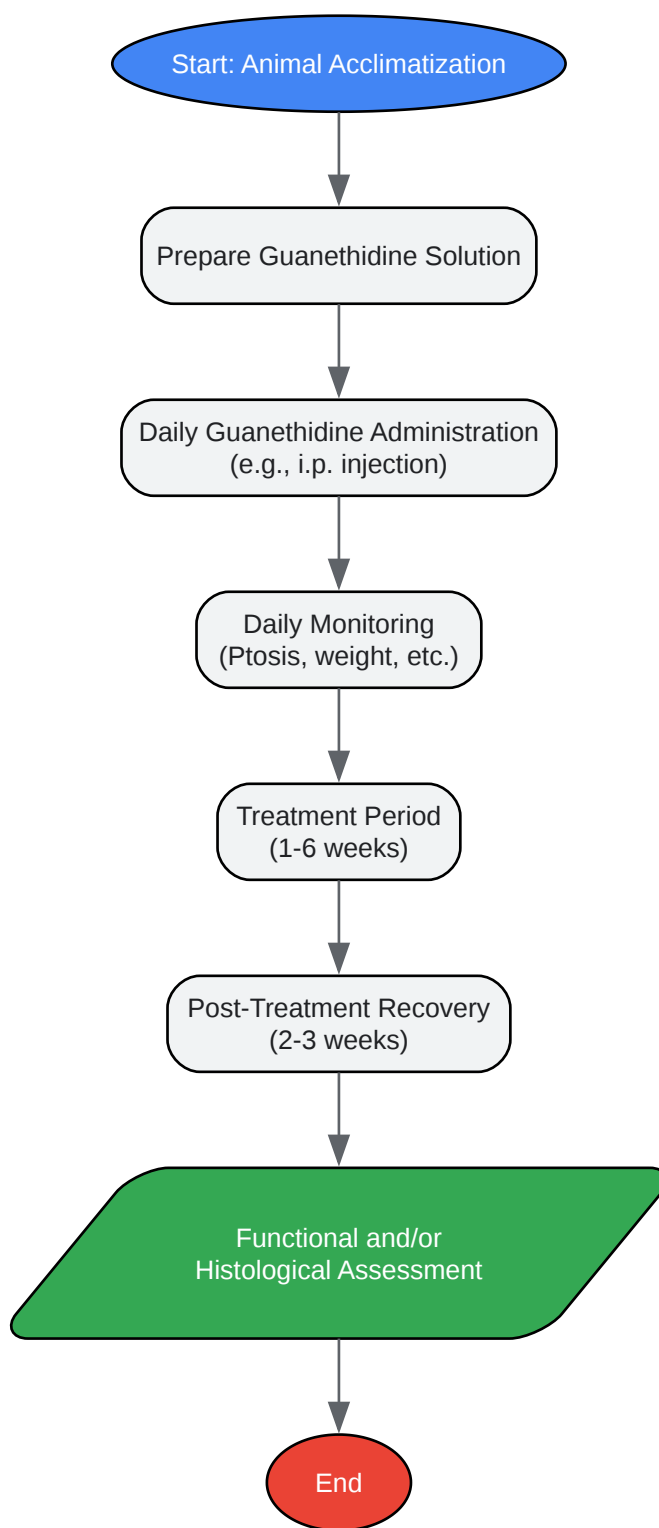 Start: Animal Acclimatization
Prepare Guanethidine Solution
Daily Guanethidine Administration
(e.g., i.p. injection)
Daily Monitoring
(Ptosis, weight, etc.)
Treatment Period
(1-6 weeks)
Post-Treatment Recovery
(2-3 weeks)
Functional and/or
Histological Assessment
End